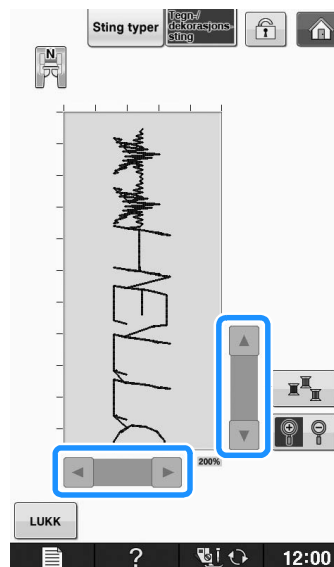 Sting typer
Tegn-/
dekorasjons-
sting
N
HELLO
200%
LUKK
?
12:00